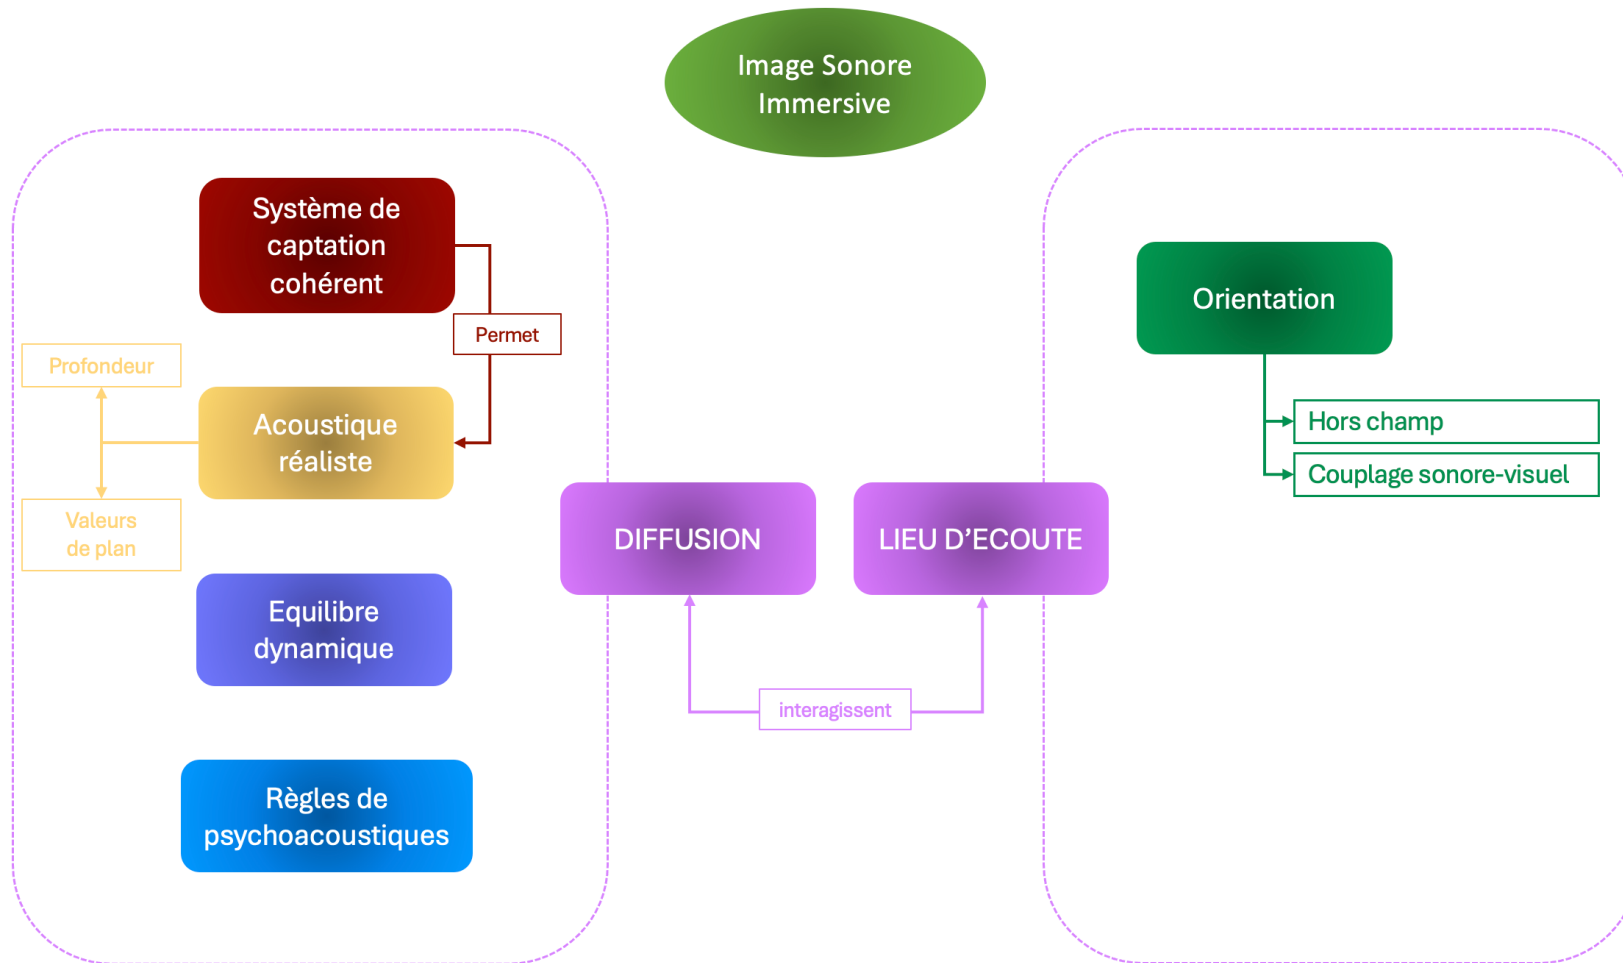 Image Sonore
Immersive
Système de
captation
cohérent
Permet
Profondeur
Acoustique
réaliste
Valeurs
de plan
Equilibre
dynamique
Règles de
psychoacoustiques
DIFFUSION
LIEU D'ECOUTE
interagissent
Orientation
Hors champ
Couplage sonore-visuel